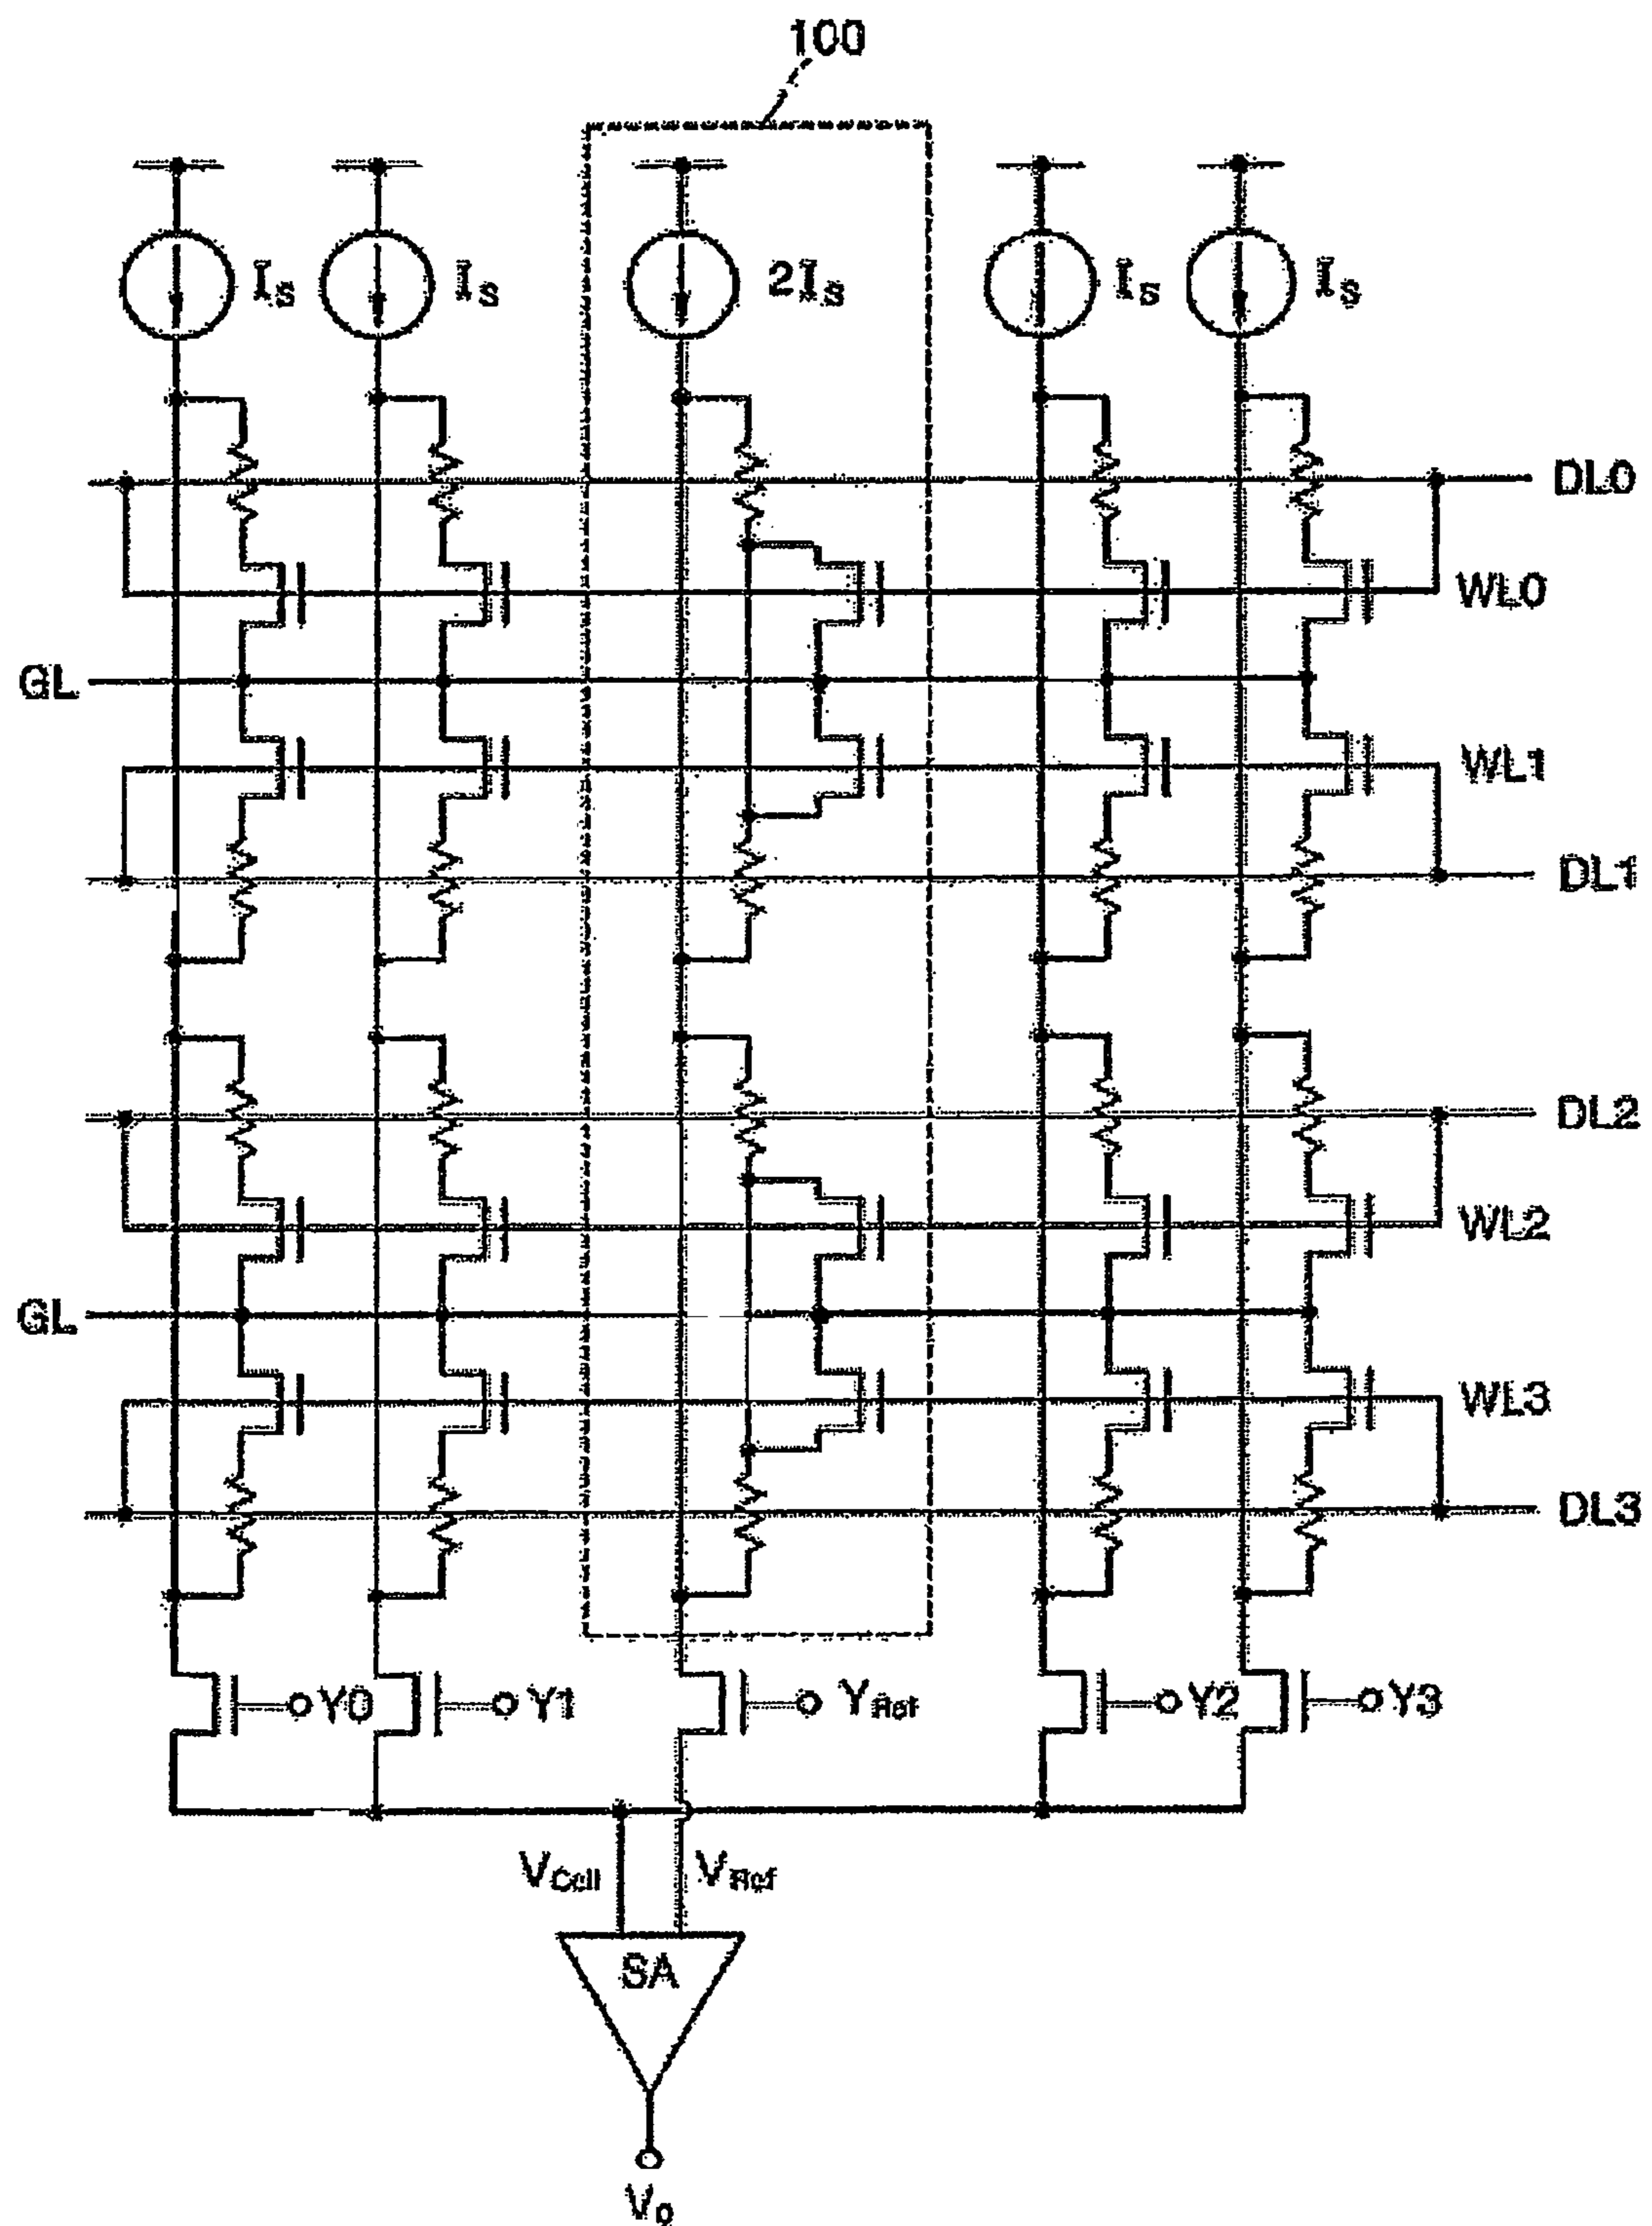 100
Is Is 2Is Is Is
DL0
WL0
GL
WL1
DL1
DL2
WL2
GL
WL3
DL3
Y0 Y1 YRef Y2 Y3
VCell VRef
SA
V0